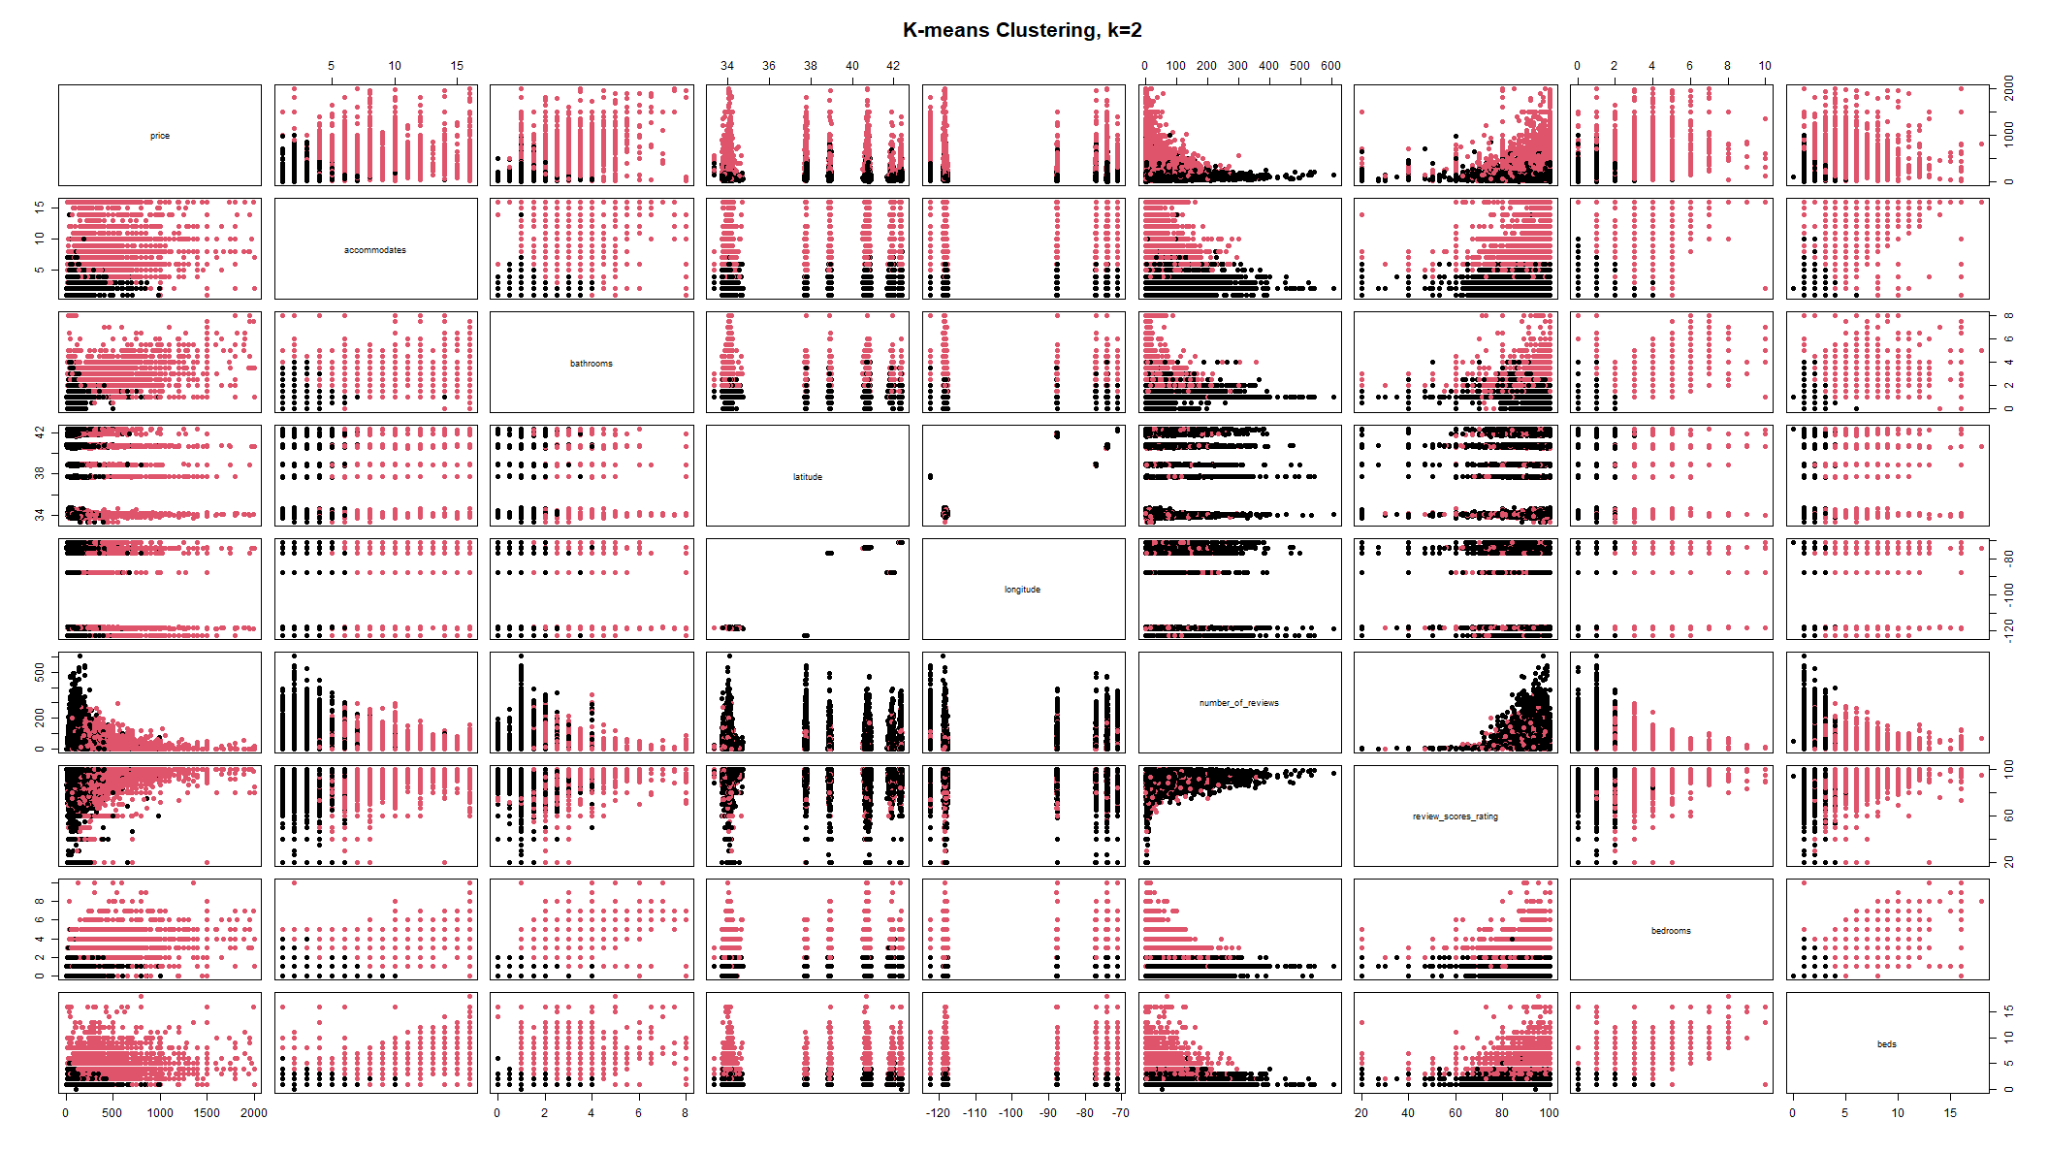 K-means Clustering, k=2
5 10 15
34 36 38 40 42
0 100 200 300 400 500 600
0 2 4 6 8 10
price
0 1000 2000
5 10 15
accommodates
bathrooms
0 2 4 6 8
34 38 42
latitude
longitude
-120 -100 -80
0 200 500
number_of_reviews
review_scores_rating
20 60 100
0 2 4 6 8
bedrooms
beds
0 5 10 15
0 500 1000 1500 2000
0 2 4 6 8
-120 -110 -100 -90 -80 -70
20 40 60 80 100
0 5 10 15